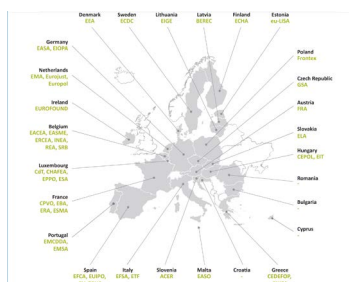 Denmark
EEA
Sweden
ECDC
Lithuania
EIGE
Latvia
BEREC
Finland
ECHA
Estonia
eu-LISA
Germany
EASA, EIOPA
Netherlands
EMA, Eurojust,
Europol
Ireland
EUROFOUND
Belgium
EACEA, EASME,
ERCEA, INEA,
REA, SRB
Luxembourg
CdT, CHAFEA,
EPPO, ESA
France
CPVO, EBA,
ERA, ESMA
Portugal
EMCDDA,
EMSA
Poland
Frontex
Czech Republic
GSA
Austria
FRA
Slovakia
ELA
Hungary
CEPOL, EIT
Romania
-
Bulgaria
-
Cyprus
-
Spain
EFCA, EUIPO,
Italy
EFSA, ETF
Slovenia
ACER
Malta
EASO
Croatia
-
Greece
CEDEFOP,